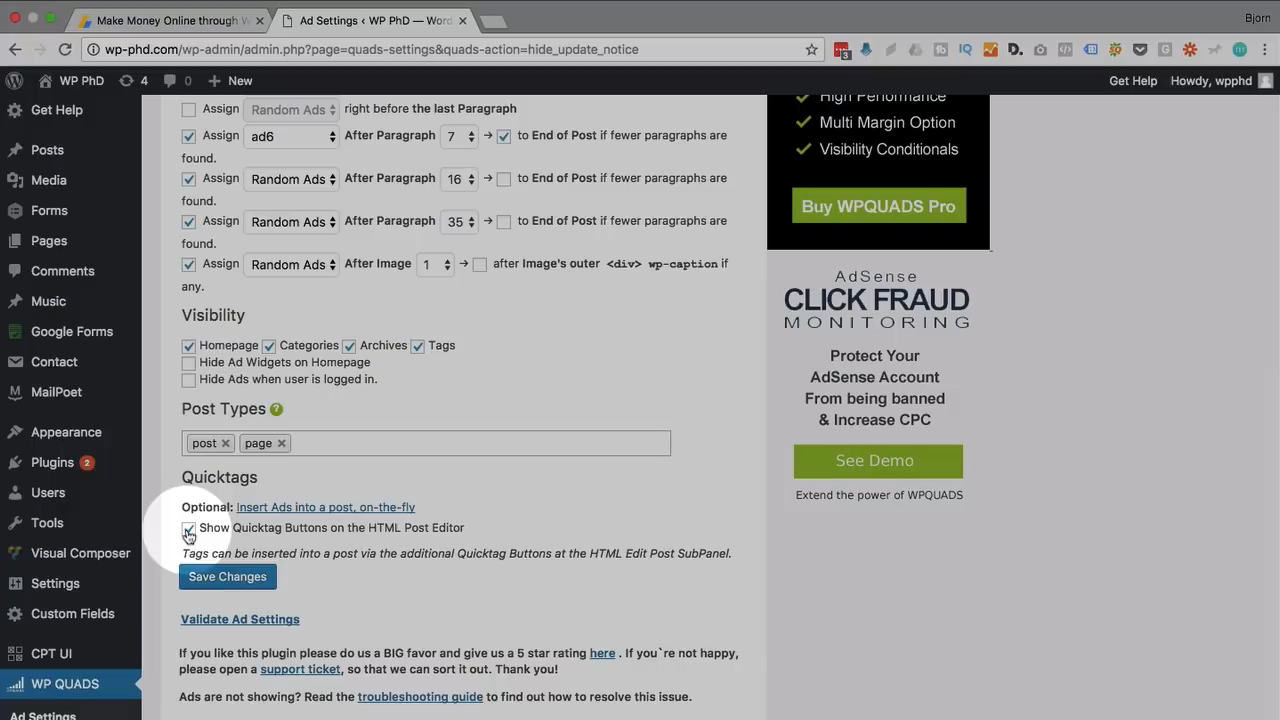 Make Money Online through W
Ad Settings ‹ WP PhD — Word
Bjorn
wp-phd.com/wp-admin/admin.php?page=quads-settings&quads-action=hide_update_notice
3
WP PhD
4
0
New
Get Help
Howdy, wpphd
Get Help
Posts
Media
Forms
Pages
Comments
Music
Google Forms
Contact
MailPoet
Appearance
Plugins 2
Users
Tools
Visual Composer
Settings
Custom Fields
CPT UI
WP QUADS
Ad Settings
Assign Random Ads right before the last Paragraph
Assign ad6 After Paragraph 7 → to End of Post if fewer paragraphs are
found.
Assign Random Ads After Paragraph 16 → to End of Post if fewer paragraphs are
found.
Assign Random Ads After Paragraph 35 → to End of Post if fewer paragraphs are
found.
Assign Random Ads After Image 1 → after Image's outer <div> wp-caption if
any.
Visibility
Homepage Categories Archives Tags
Hide Ad Widgets on Homepage
Hide Ads when user is logged in.
Post Types ?
post × page ×
Quicktags
Optional: Insert Ads into a post, on-the-fly
Show Quicktag Buttons on the HTML Post Editor
Tags can be inserted into a post via the additional Quicktag Buttons at the HTML Edit Post SubPanel.
Save Changes
Validate Ad Settings
If you like this plugin please do us a BIG favor and give us a 5 star rating here . If you`re not happy,
please open a support ticket, so that we can sort it out. Thank you!
Ads are not showing? Read the troubleshooting guide to find out how to resolve this issue.
High Performance
Multi Margin Option
Visibility Conditionals
Buy WPQUADS Pro
AdSense
CLICK FRAUD
MONITORING
Protect Your
AdSense Account
From being banned
& Increase CPC
See Demo
Extend the power of WPQUADS